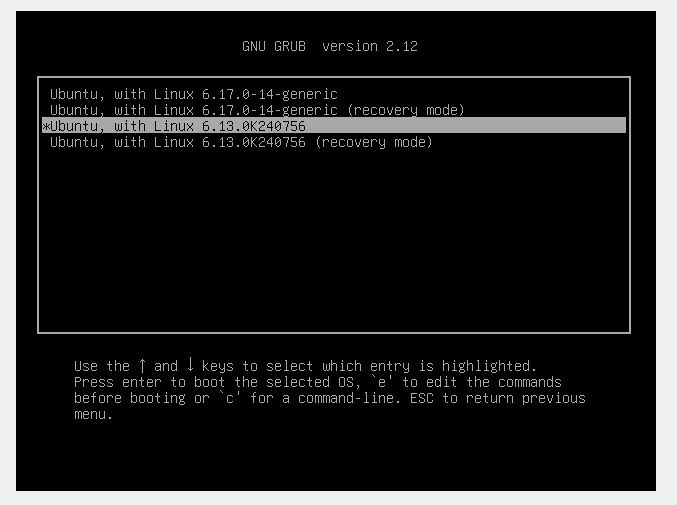 GNU GRUB  version 2.12
Ubuntu, with Linux 6.17.0-14-generic
Ubuntu, with Linux 6.17.0-14-generic (recovery mode)
*Ubuntu, with Linux 6.13.0K240756
Ubuntu, with Linux 6.13.0K240756 (recovery mode)
Use the ↑ and ↓ keys to select which entry is highlighted.
Press enter to boot the selected OS, `e' to edit the commands
before booting or `c' for a command-line. ESC to return previous
menu.